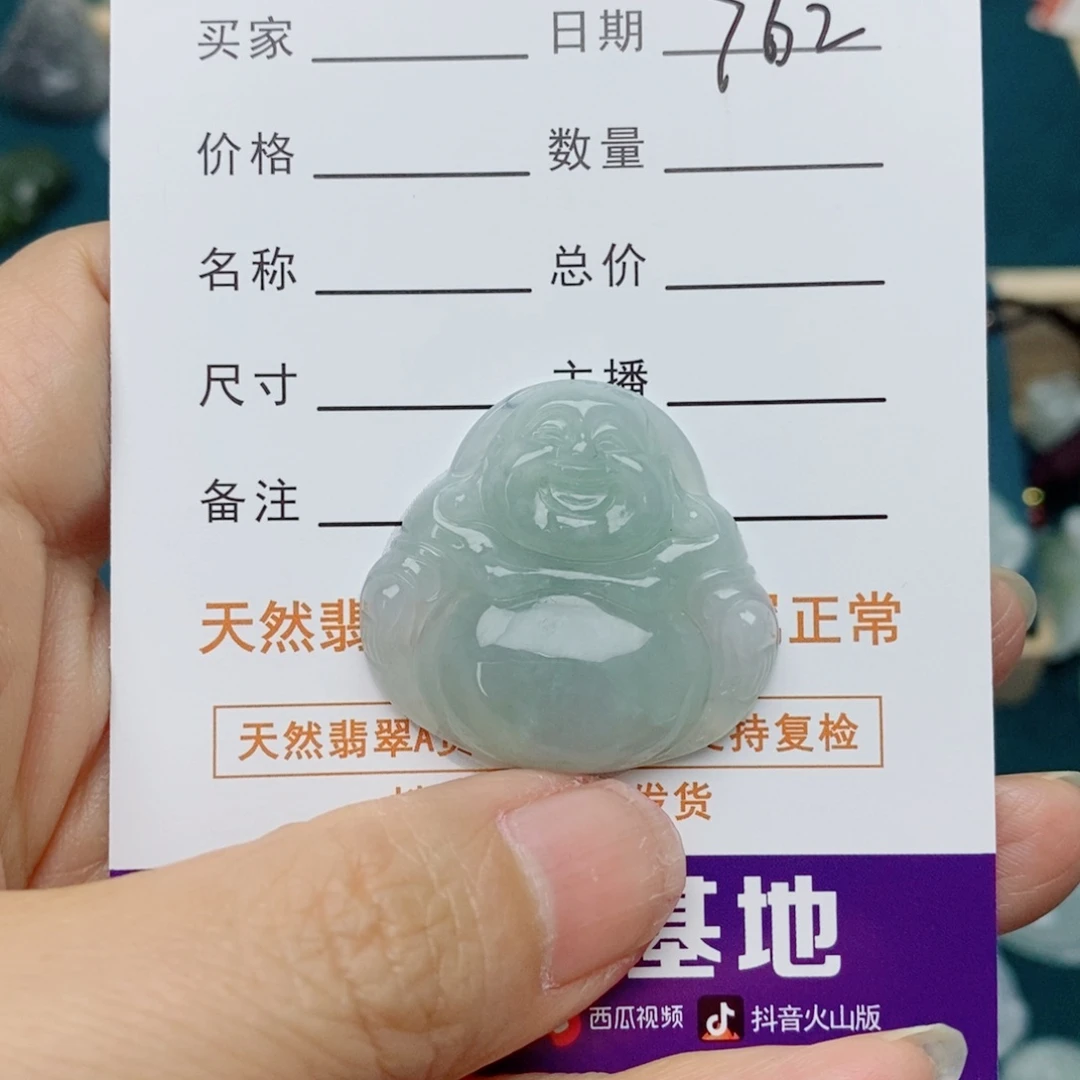 买家 日期 762
价格 数量
名称 总价
尺寸 主播
备注
天然翡 正常
天然翡翠A货 支持复检
发货
基地
西瓜视频 抖音火山版